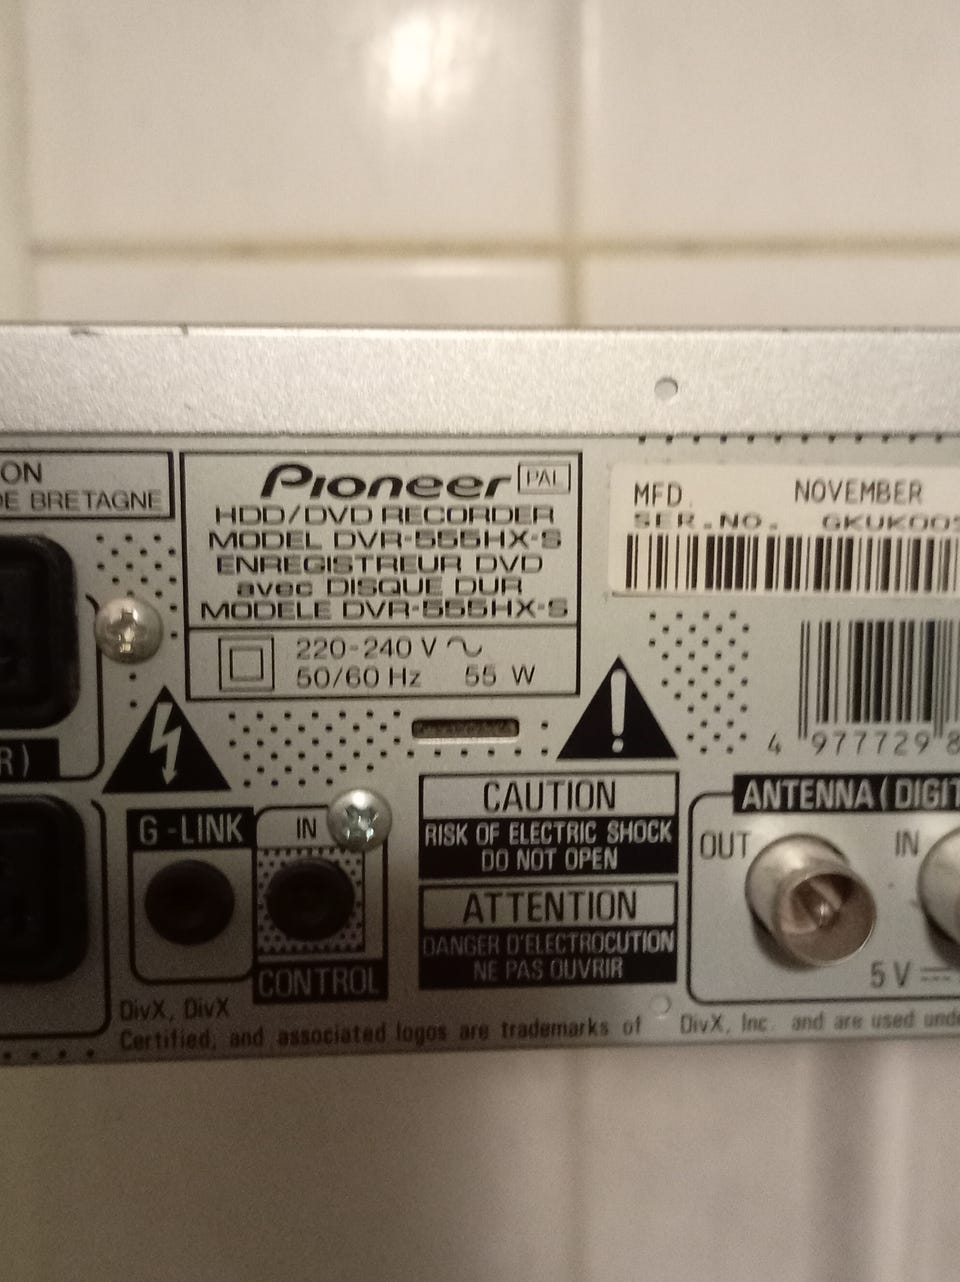 ON
DE BRETAGNE
Pioneer PAL
HDD/DVD RECORDER
MODEL DVR-555HX-S
ENREGISTREUR DVD
avec DISQUE DUR
MODELE DVR-555HX-S
220-240 V
50/60 Hz 55 W
MFD. NOVEMBER
SER.NO. GKUK00
4 977729 8
R)
G-LINK
IN
CONTROL
CAUTION
RISK OF ELECTRIC SHOCK
DO NOT OPEN
ATTENTION
DANGER D'ELECTROCUTION
NE PAS OUVRIR
ANTENNA (DIGIT
OUT IN
5 V
DivX, DivX
Certified, and associated logos are trademarks of DivX, Inc. and are used unde